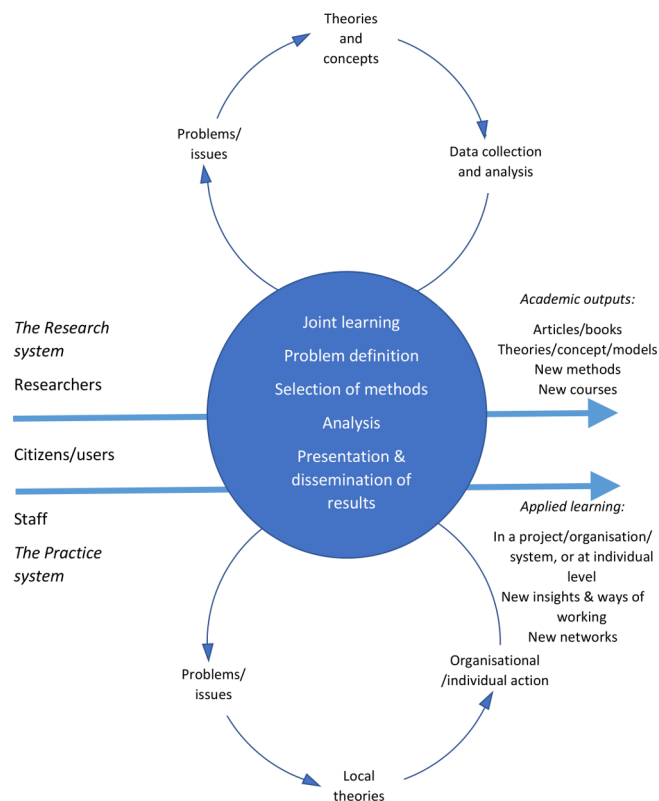 Theories and
concepts
Problems/
issues
Data collection
and analysis
The Research
system
Researchers
Citizens/users
Staff
The Practice
system
Joint learning
Problem definition
Selection of methods
Analysis
Presentation &
dissemination of
results
Academic outputs:
Articles/books
Theories/concept/models
New methods
New courses
Applied learning:
In a project/organisation/
system, or at individual
level
New insights & ways of
working
New networks
Problems/
issues
Organisational
/individual action
Local
theories